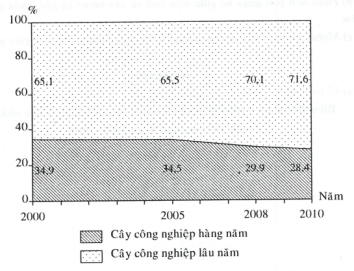 %
100
80
65,1 65,5 70,1 71,6
60
40
20
34,9 34,5 29,9 28,4
0
Năm
2000 2005 2008 2010
Cây công nghiệp hàng năm
Cây công nghiệp lâu năm